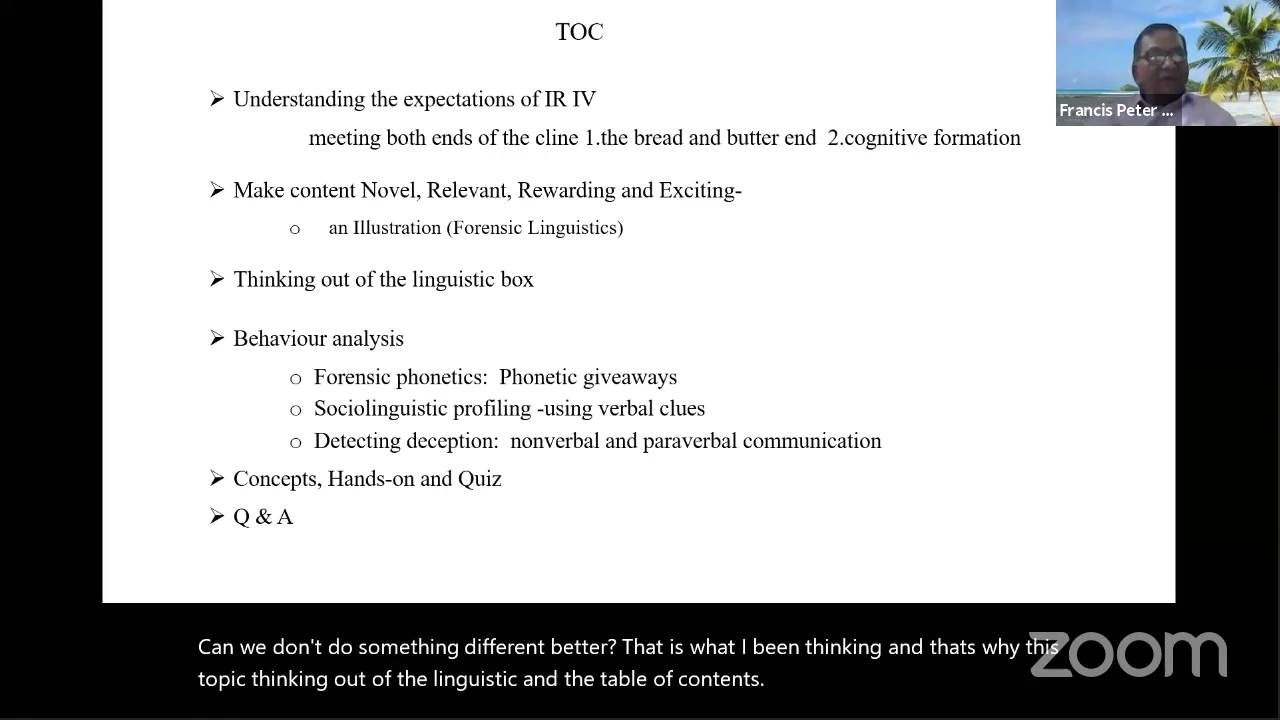 TOC
➢ Understanding the expectations of IR IV
meeting both ends of the cline 1.the bread and butter end 2.cognitive formation
➢ Make content Novel, Relevant, Rewarding and Exciting-
o an Illustration (Forensic Linguistics)
➢ Thinking out of the linguistic box
➢ Behaviour analysis
o Forensic phonetics: Phonetic giveaways
o Sociolinguistic profiling -using verbal clues
o Detecting deception: nonverbal and paraverbal communication
➢ Concepts, Hands-on and Quiz
➢ Q & A
Francis Peter ...
Can we don't do something different better? That is what I been thinking and thats why this
topic thinking out of the linguistic and the table of contents.
zoom